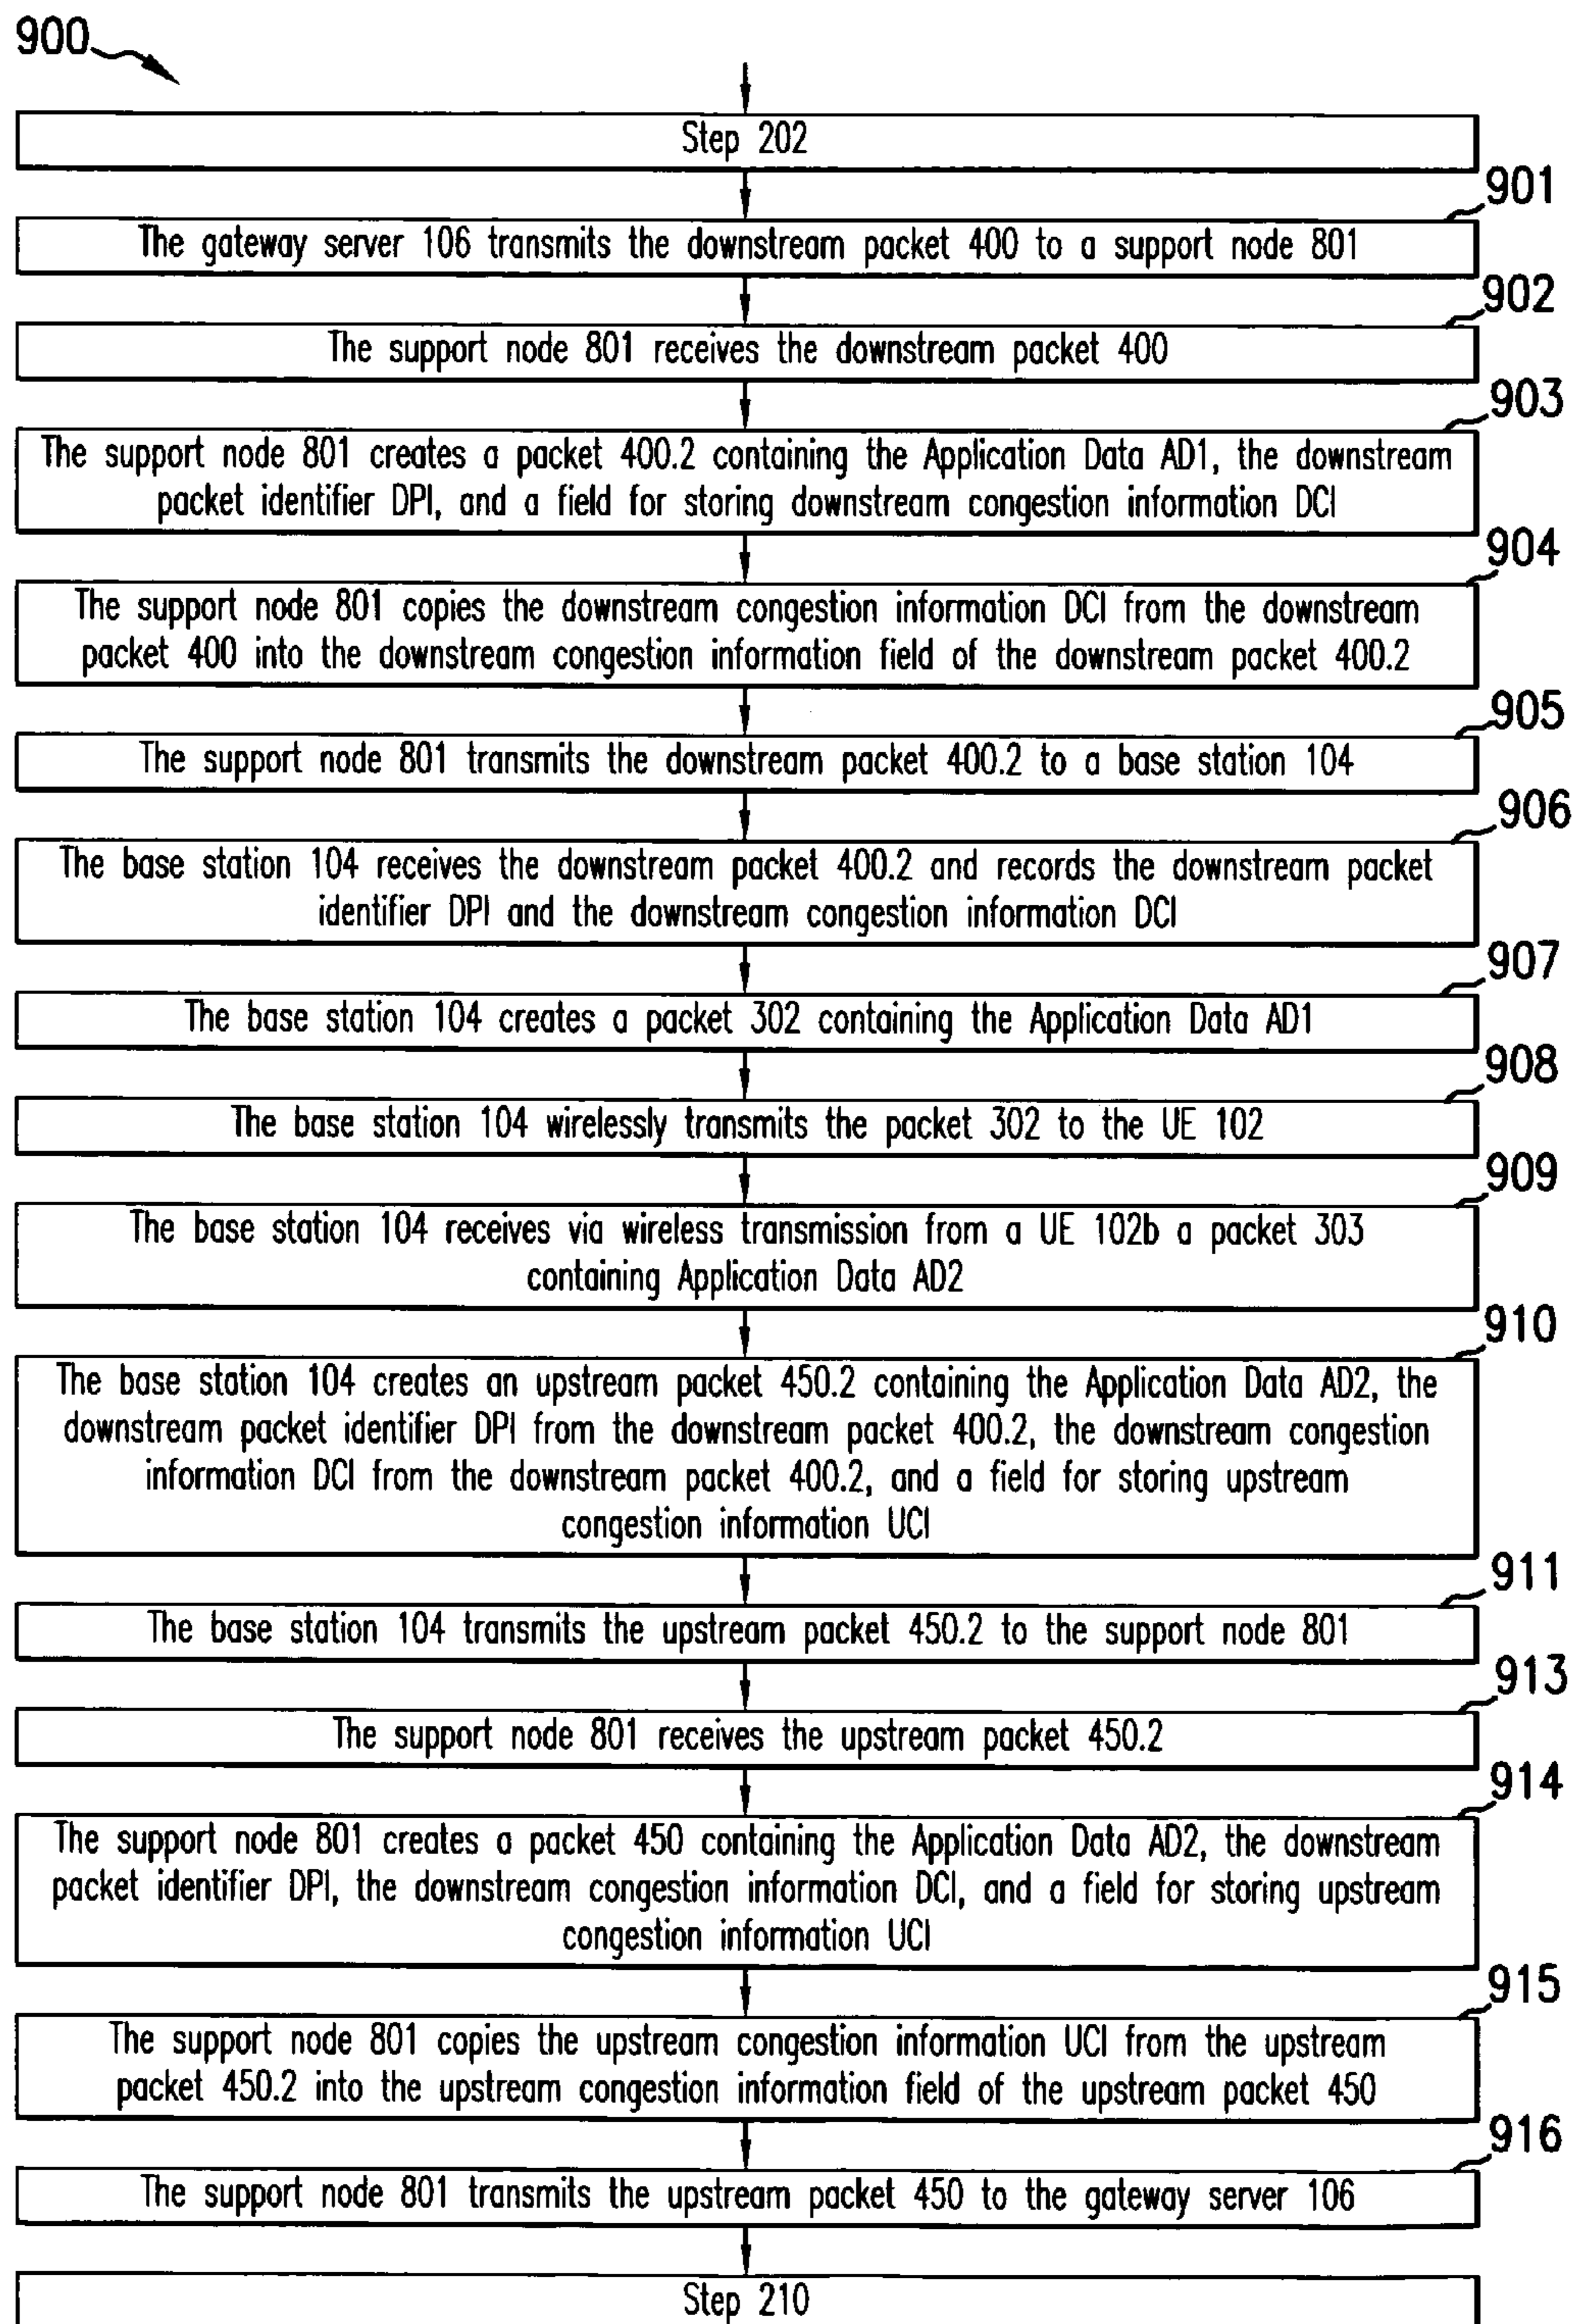 900
Step 202
901
The gateway server 106 transmits the downstream packet 400 to a support node 801
902
The support node 801 receives the downstream packet 400
903
The support node 801 creates a packet 400.2 containing the Application Data AD1, the downstream
packet identifier DPI, and a field for storing downstream congestion information DCI
904
The support node 801 copies the downstream congestion information DCI from the downstream
packet 400 into the downstream congestion information field of the downstream packet 400.2
905
The support node 801 transmits the downstream packet 400.2 to a base station 104
906
The base station 104 receives the downstream packet 400.2 and records the downstream packet
identifier DPI and the downstream congestion information DCI
907
The base station 104 creates a packet 302 containing the Application Data AD1
908
The base station 104 wirelessly transmits the packet 302 to the UE 102
909
The base station 104 receives via wireless transmission from a UE 102b a packet 303
containing Application Data AD2
910
The base station 104 creates an upstream packet 450.2 containing the Application Data AD2, the
downstream packet identifier DPI from the downstream packet 400.2, the downstream congestion
information DCI from the downstream packet 400.2, and a field for storing upstream
congestion information UCI
911
The base station 104 transmits the upstream packet 450.2 to the support node 801
913
The support node 801 receives the upstream packet 450.2
914
The support node 801 creates a packet 450 containing the Application Data AD2, the downstream
packet identifier DPI, the downstream congestion information DCI, and a field for storing upstream
congestion information UCI
915
The support node 801 copies the upstream congestion information UCI from the upstream
packet 450.2 into the upstream congestion information field of the upstream packet 450
916
The support node 801 transmits the upstream packet 450 to the gateway server 106
Step 210